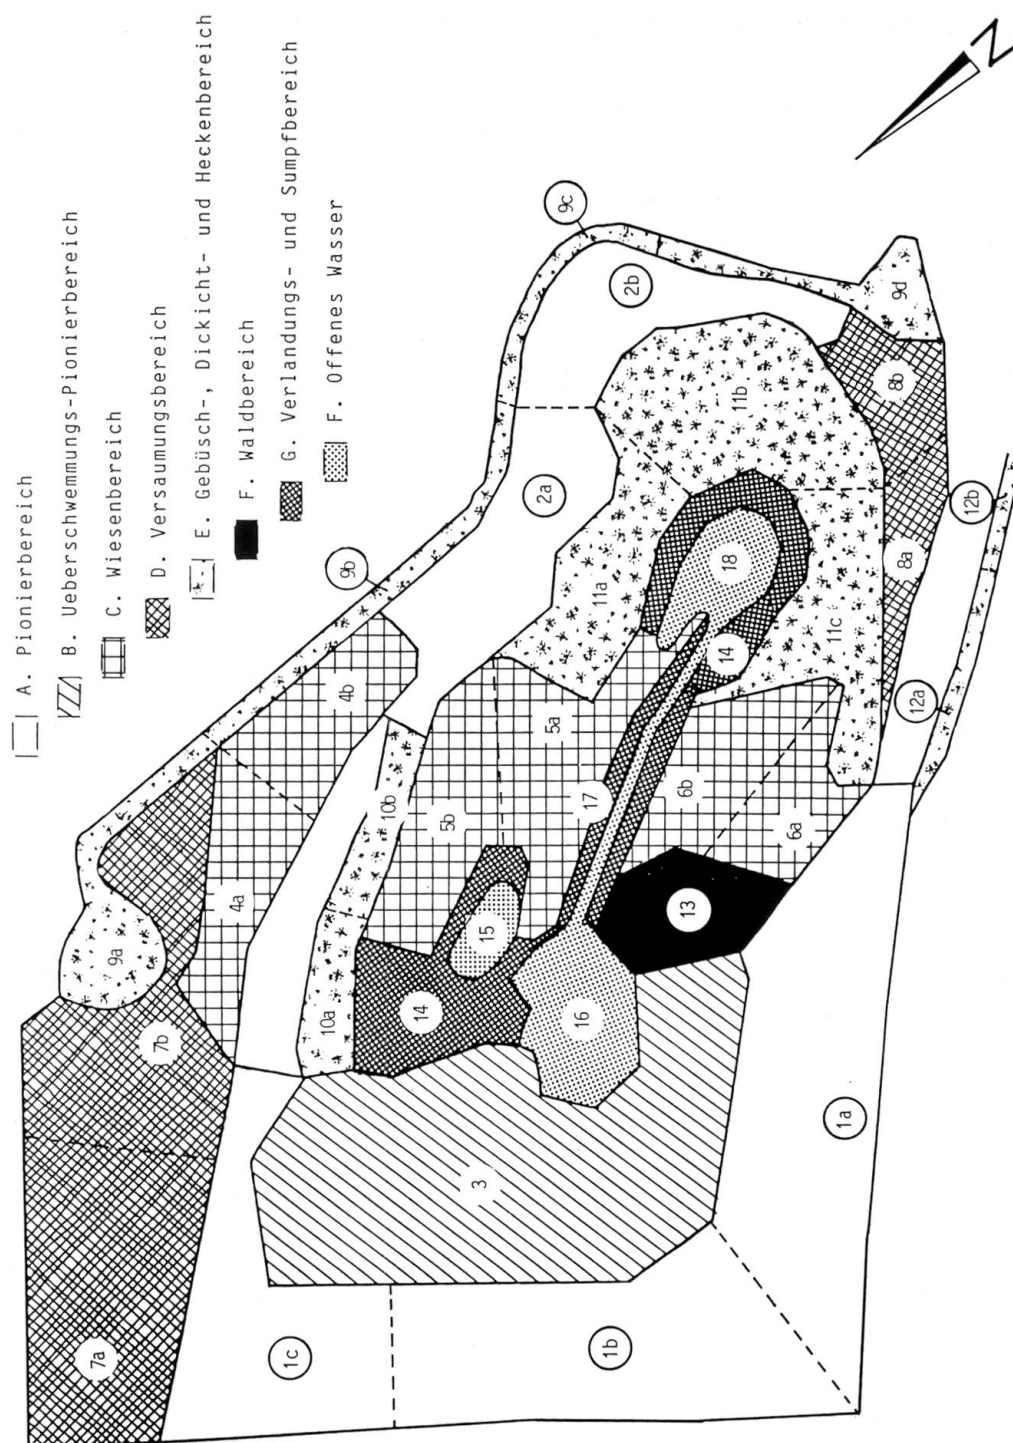 A. Pionierbereich
B. Ueberschwemmungs-Pionierbereich
C. Wiesenbereich
D. Versaumungsbereich
E. Gebüsch-, Dickicht- und Heckenbereich
F. Waldbereich
G. Verlandungs- und Sumpfbereich
F. Offenes Wasser
N
7a
7b
9a
4a
4b
9b
9c
2a
2b
9d
8b
8a
12b
12a
11a
11b
11c
18
14
5a
5b
10b
10a
17
6b
6a
13
15
14
16
3
1a
1b
1c